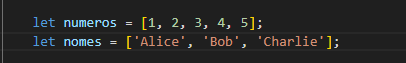 let numeros = [1, 2, 3, 4, 5];
let nomes = ['Alice', 'Bob', 'Charlie'];